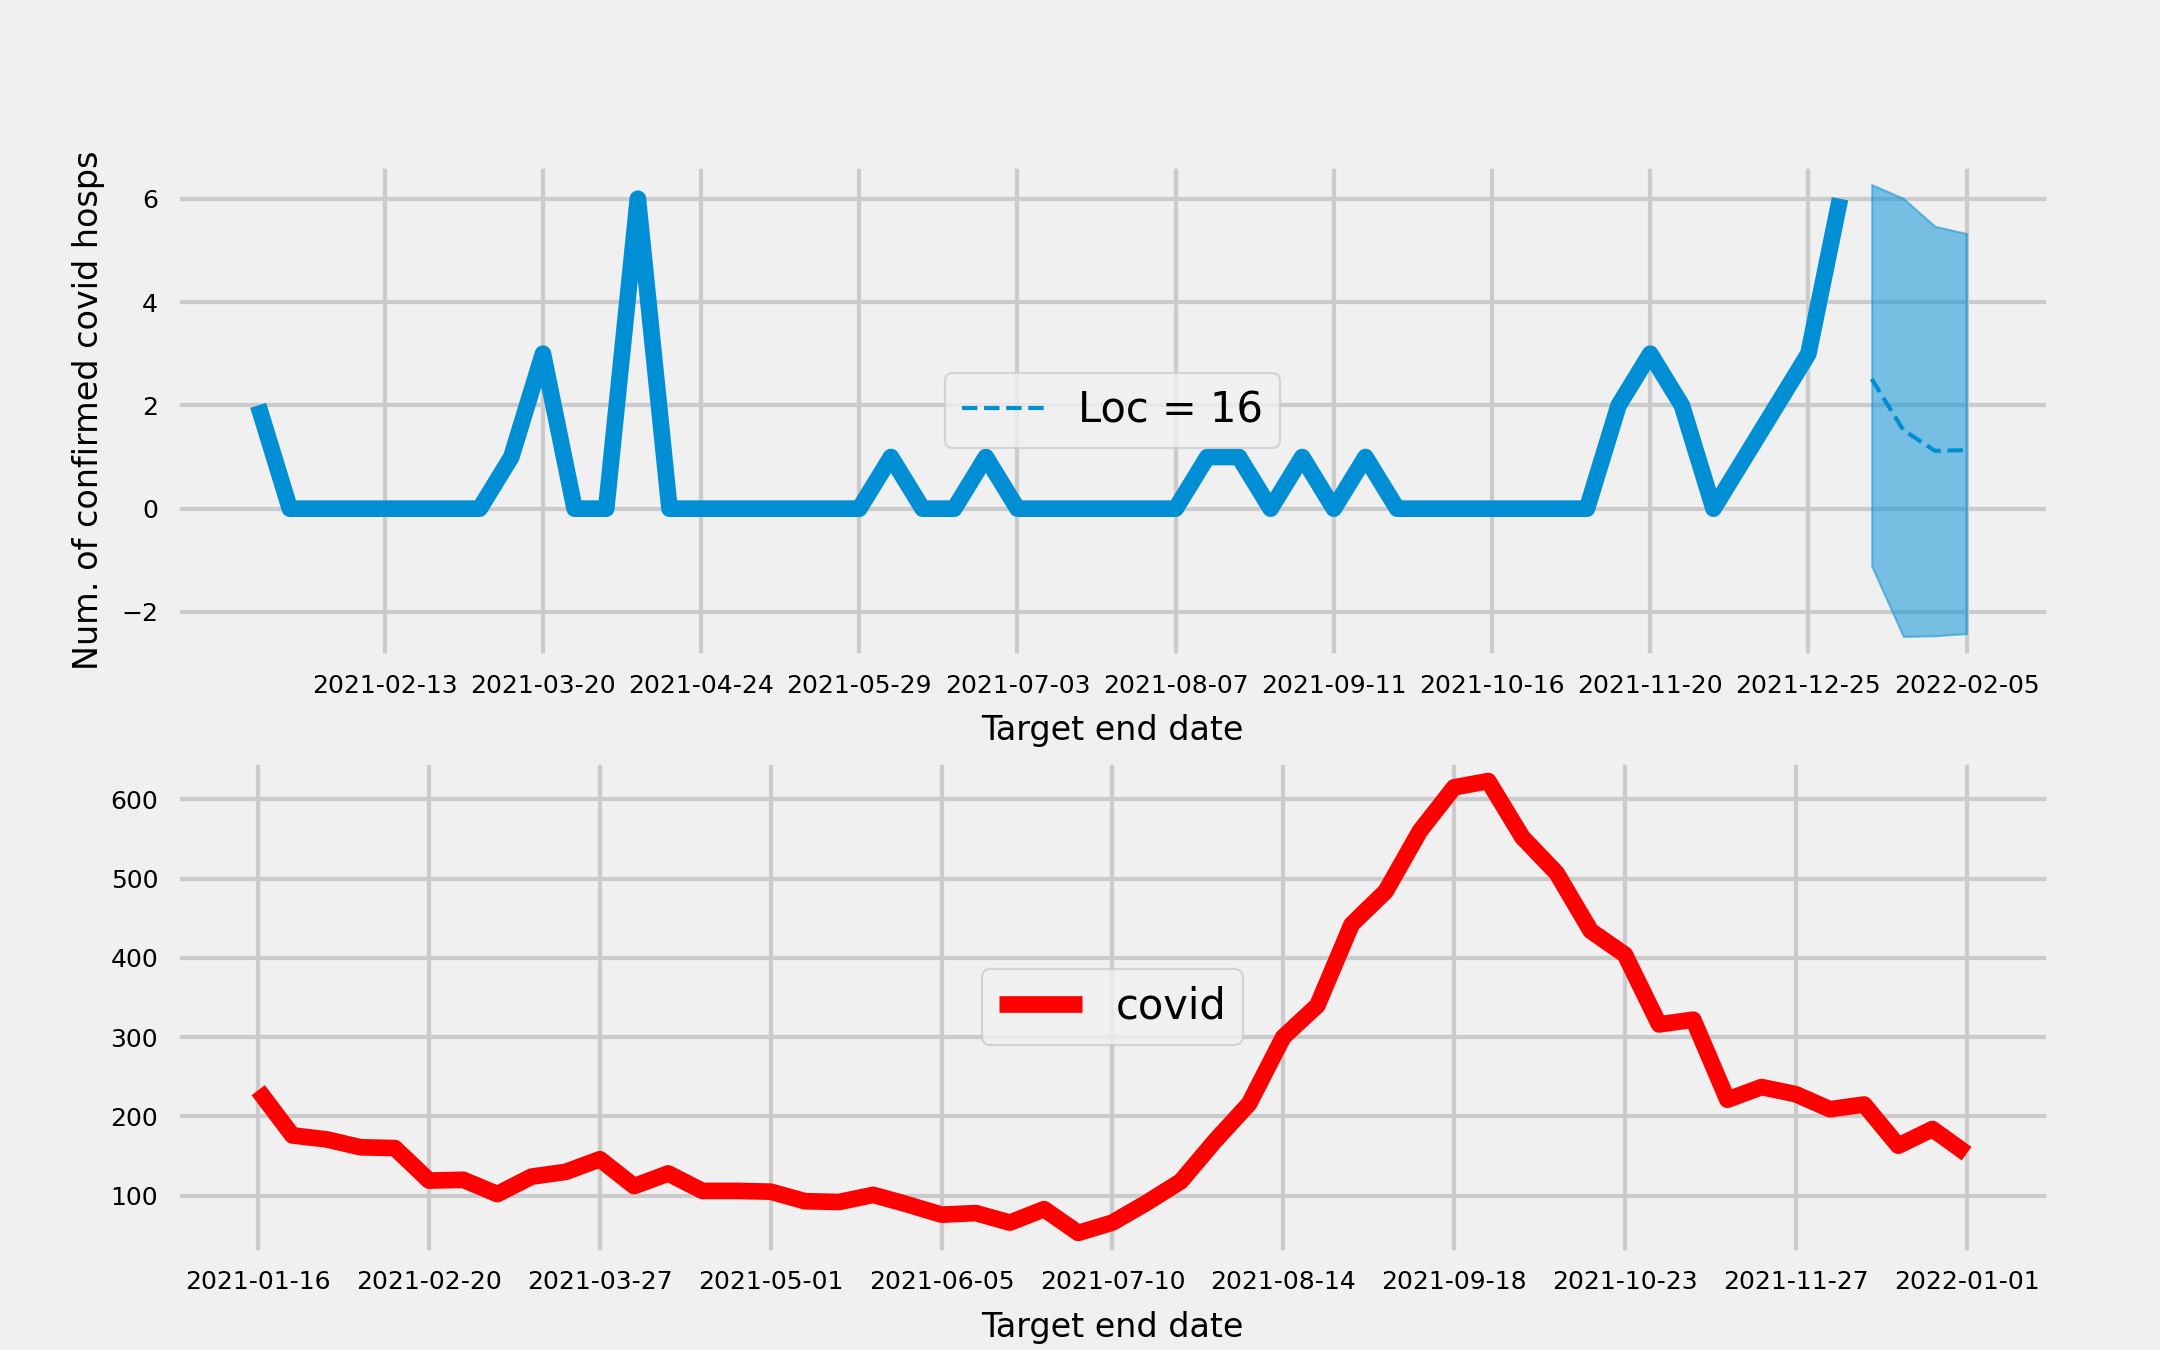 Num. of confirmed covid hosps
6
4
2
0
−2
Loc = 16
2021-02-13 2021-03-20 2021-04-24 2021-05-29 2021-07-03 2021-08-07 2021-09-11 2021-10-16 2021-11-20 2021-12-25 2022-02-05
Target end date
600
500
400
300
200
100
covid
2021-01-16 2021-02-20 2021-03-27 2021-05-01 2021-06-05 2021-07-10 2021-08-14 2021-09-18 2021-10-23 2021-11-27 2022-01-01
Target end date